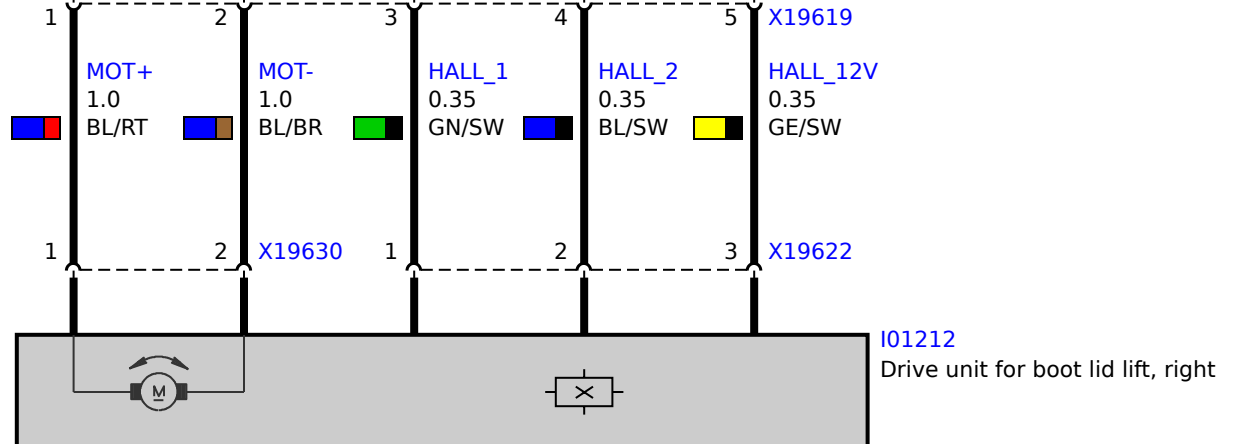 1 2 3 4 5 X19619
MOT+ MOT- HALL_1 HALL_2 HALL_12V
1.0 1.0 0.35 0.35 0.35
BL/RT BL/BR GN/SW BL/SW GE/SW
1 2 X19630 1 2 3 X19622
I01212
Drive unit for boot lid lift, right
M